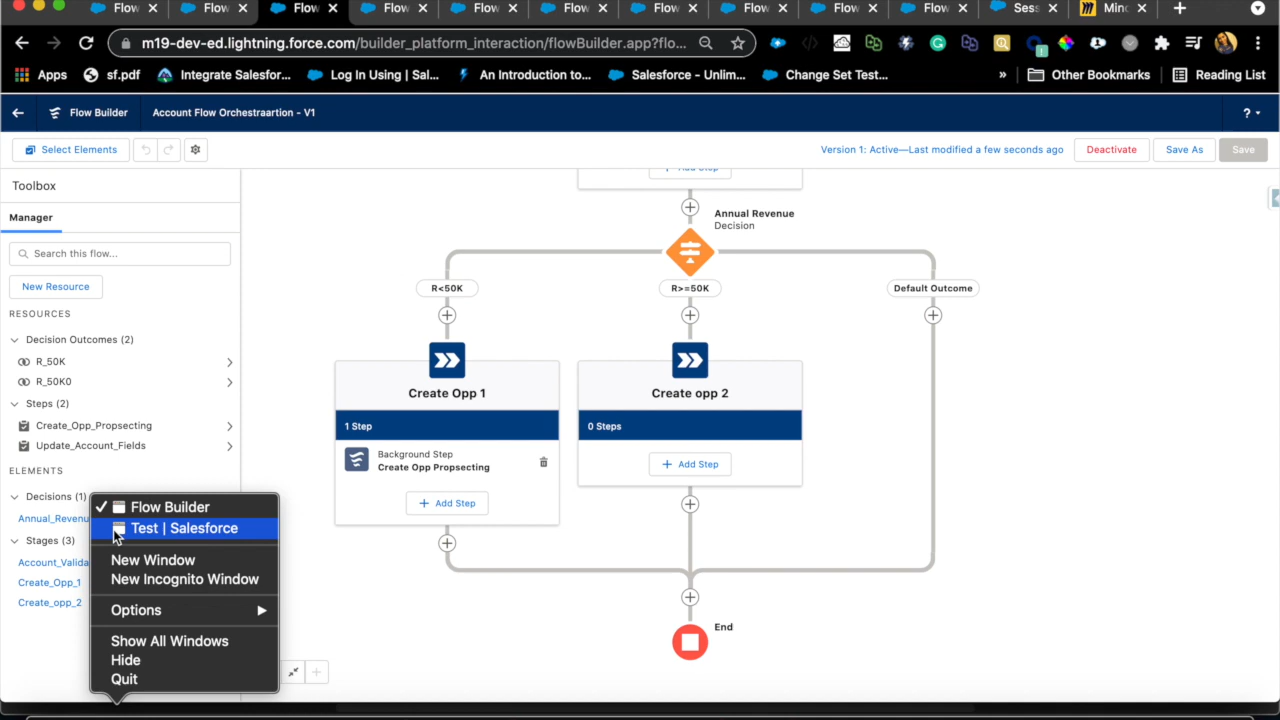 Flow
Flow
Flow
Flow
Flow
Flow
Flow
Flow
Flow
Flow
Sess
m19-dev-ed.lightning.force.com/builder_platform_interaction/flowBuilder.app?flo...
Apps
sf.pdf
Integrate Salesfor...
Log In Using | Sal...
An Introduction to...
Salesforce - Unlim...
Change Set Test...
»
Other Bookmarks
Reading List
Flow Builder
Account Flow Orchestraartion - V1
?
Select Elements
Version 1: Active—Last modified a few seconds ago
Deactivate
Save As
Save
Toolbox
Manager
Search this flow...
New Resource
RESOURCES
Decision Outcomes (2)
R_50K
R_50K0
Steps (2)
Create_Opp_Propsecting
Update_Account_Fields
ELEMENTS
Decisions (1)
Annual_Revenu
Stages (3)
Account_Valida
Create_Opp_1
Create_opp_2
Flow Builder
Test | Salesforce
New Window
New Incognito Window
Options
Show All Windows
Hide
Quit
Add Step
Annual Revenue
Decision
R<50K
R>=50K
Default Outcome
Create Opp 1
1 Step
Background Step
Create Opp Propsecting
Add Step
Create opp 2
0 Steps
Add Step
End